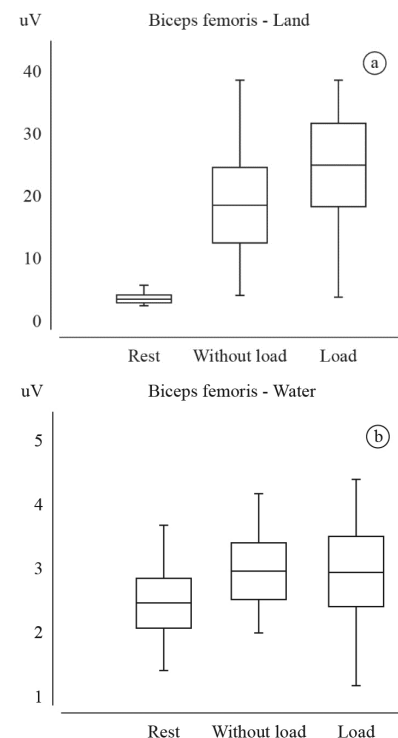 uV Biceps femoris - Land
a
40
30
20
10
0
Rest Without load Load
uV Biceps femoris - Water
b
5
4
3
2
1
Rest Without load Load